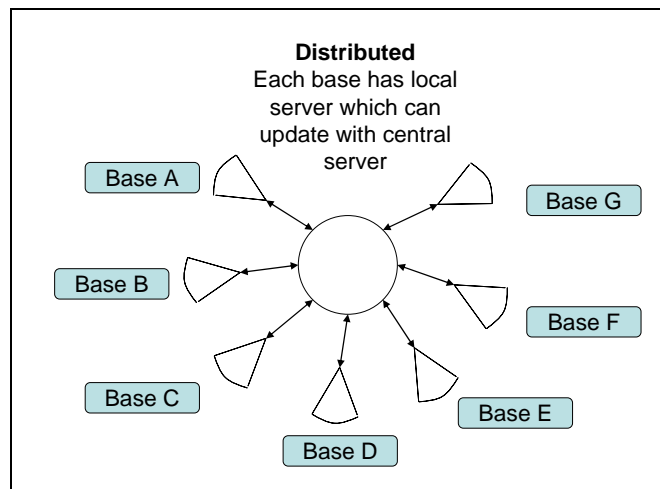 Distributed
Each base has local
server which can
update with central
server
Base A
Base G
Base B
Base F
Base C
Base E
Base D